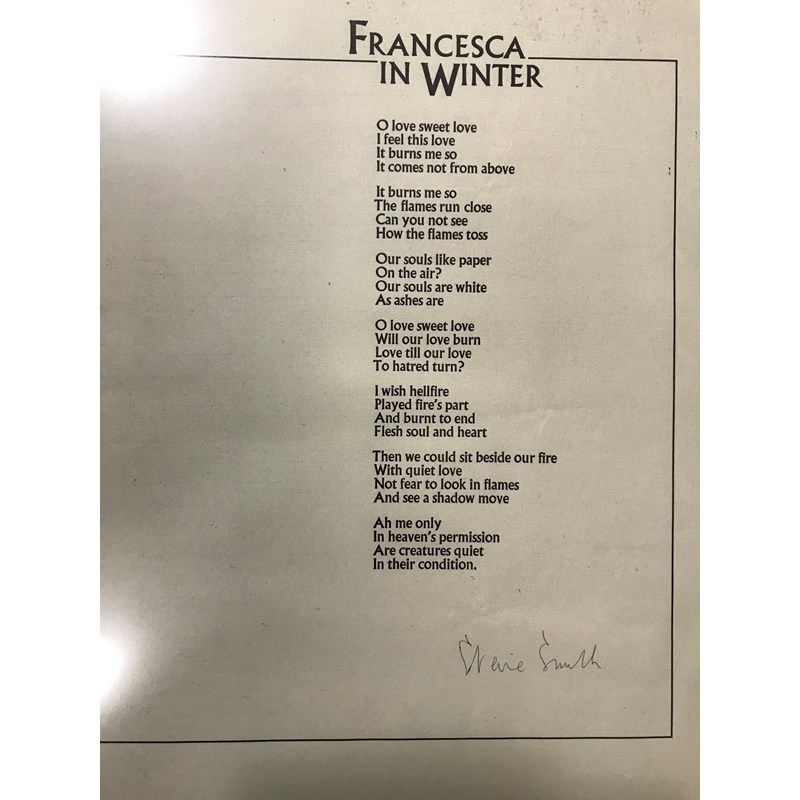 FRANCESCA
IN WINTER
O love sweet love
I feel this love
It burns me so
It comes not from above
It burns me so
The flames run close
Can you not see
How the flames toss
Our souls like paper
On the air?
Our souls are white
As ashes are
O love sweet love
Will our love burn
Love till our love
To hatred turn?
I wish hellfire
Played fire's part
And burnt to end
Flesh soul and heart
Then we could sit beside our fire
With quiet love
Not fear to look in flames
And see a shadow move
Ah me only
In heaven's permission
Are creatures quiet
In their condition.
Stevie Smith